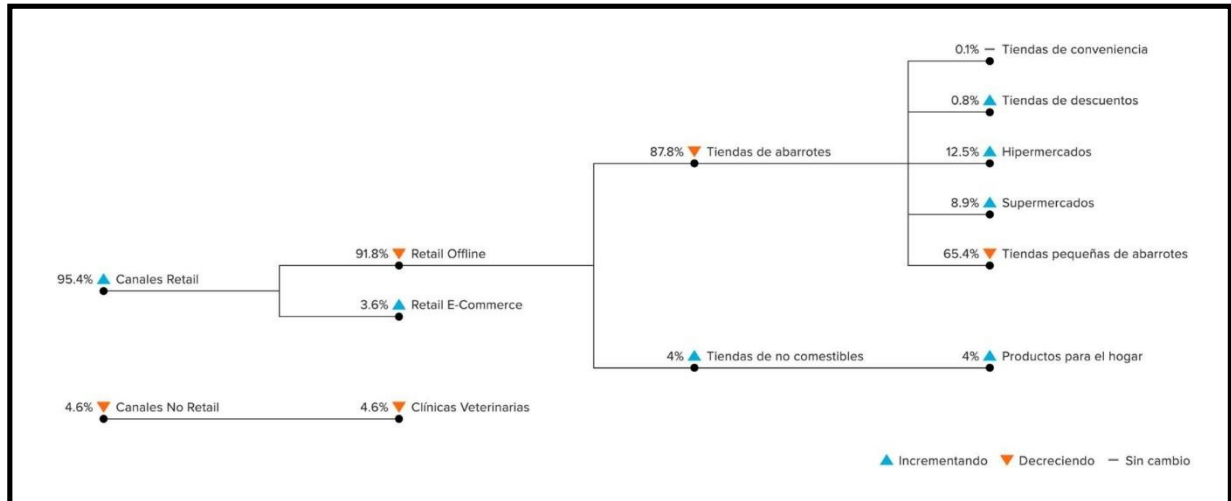 0.1% – Tiendas de conveniencia
0.8% ▲ Tiendas de descuentos
87.8% ▼ Tiendas de abarrotes
12.5% ▲ Hipermercados
8.9% ▲ Supermercados
91.8% ▼ Retail Offline
65.4% ▼ Tiendas pequeñas de abarrotes
95.4% ▲ Canales Retail
3.6% ▲ Retail E-Commerce
4% ▲ Tiendas de no comestibles
4% ▲ Productos para el hogar
4.6% ▼ Canales No Retail
4.6% ▼ Clínicas Veterinarias
▲ Incrementando ▼ Decreciendo – Sin cambio